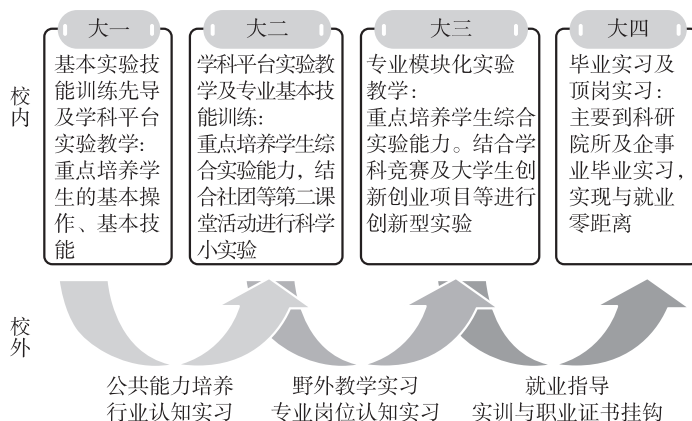 大一
大二
大三
大四
校内
基本实验技
能训练先导
及学科平台
实验教学:
重点培养学
生的基本操
作、基本技
能
学科平台实验教
学及专业基本技
能训练:
重点培养学生综
合实验能力，结
合社团等第二课
堂活动进行科学
小实验
专业模块化实验
教学:
重点培养学生综合
实验能力。结合学
科竞赛及大学生创
新创业项目等进行
创新型实验
毕业实习及
顶岗实习:
主要到科研
院所及企事
业毕业实习，
实现与就业
零距离
校外
公共能力培养
行业认知实习
野外教学实习
专业岗位认知实习
就业指导
实训与职业证书挂钩